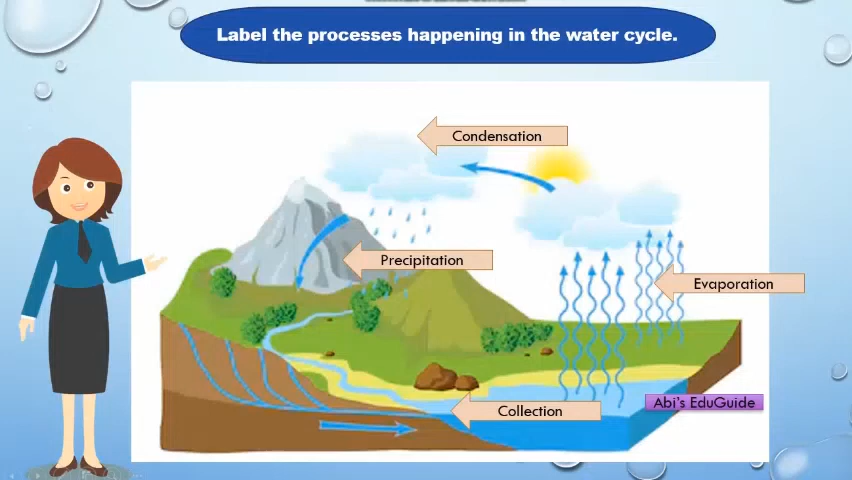 Label the processes happening in the water cycle.
Condensation
Precipitation
Evaporation
Abi's EduGuide
Collection